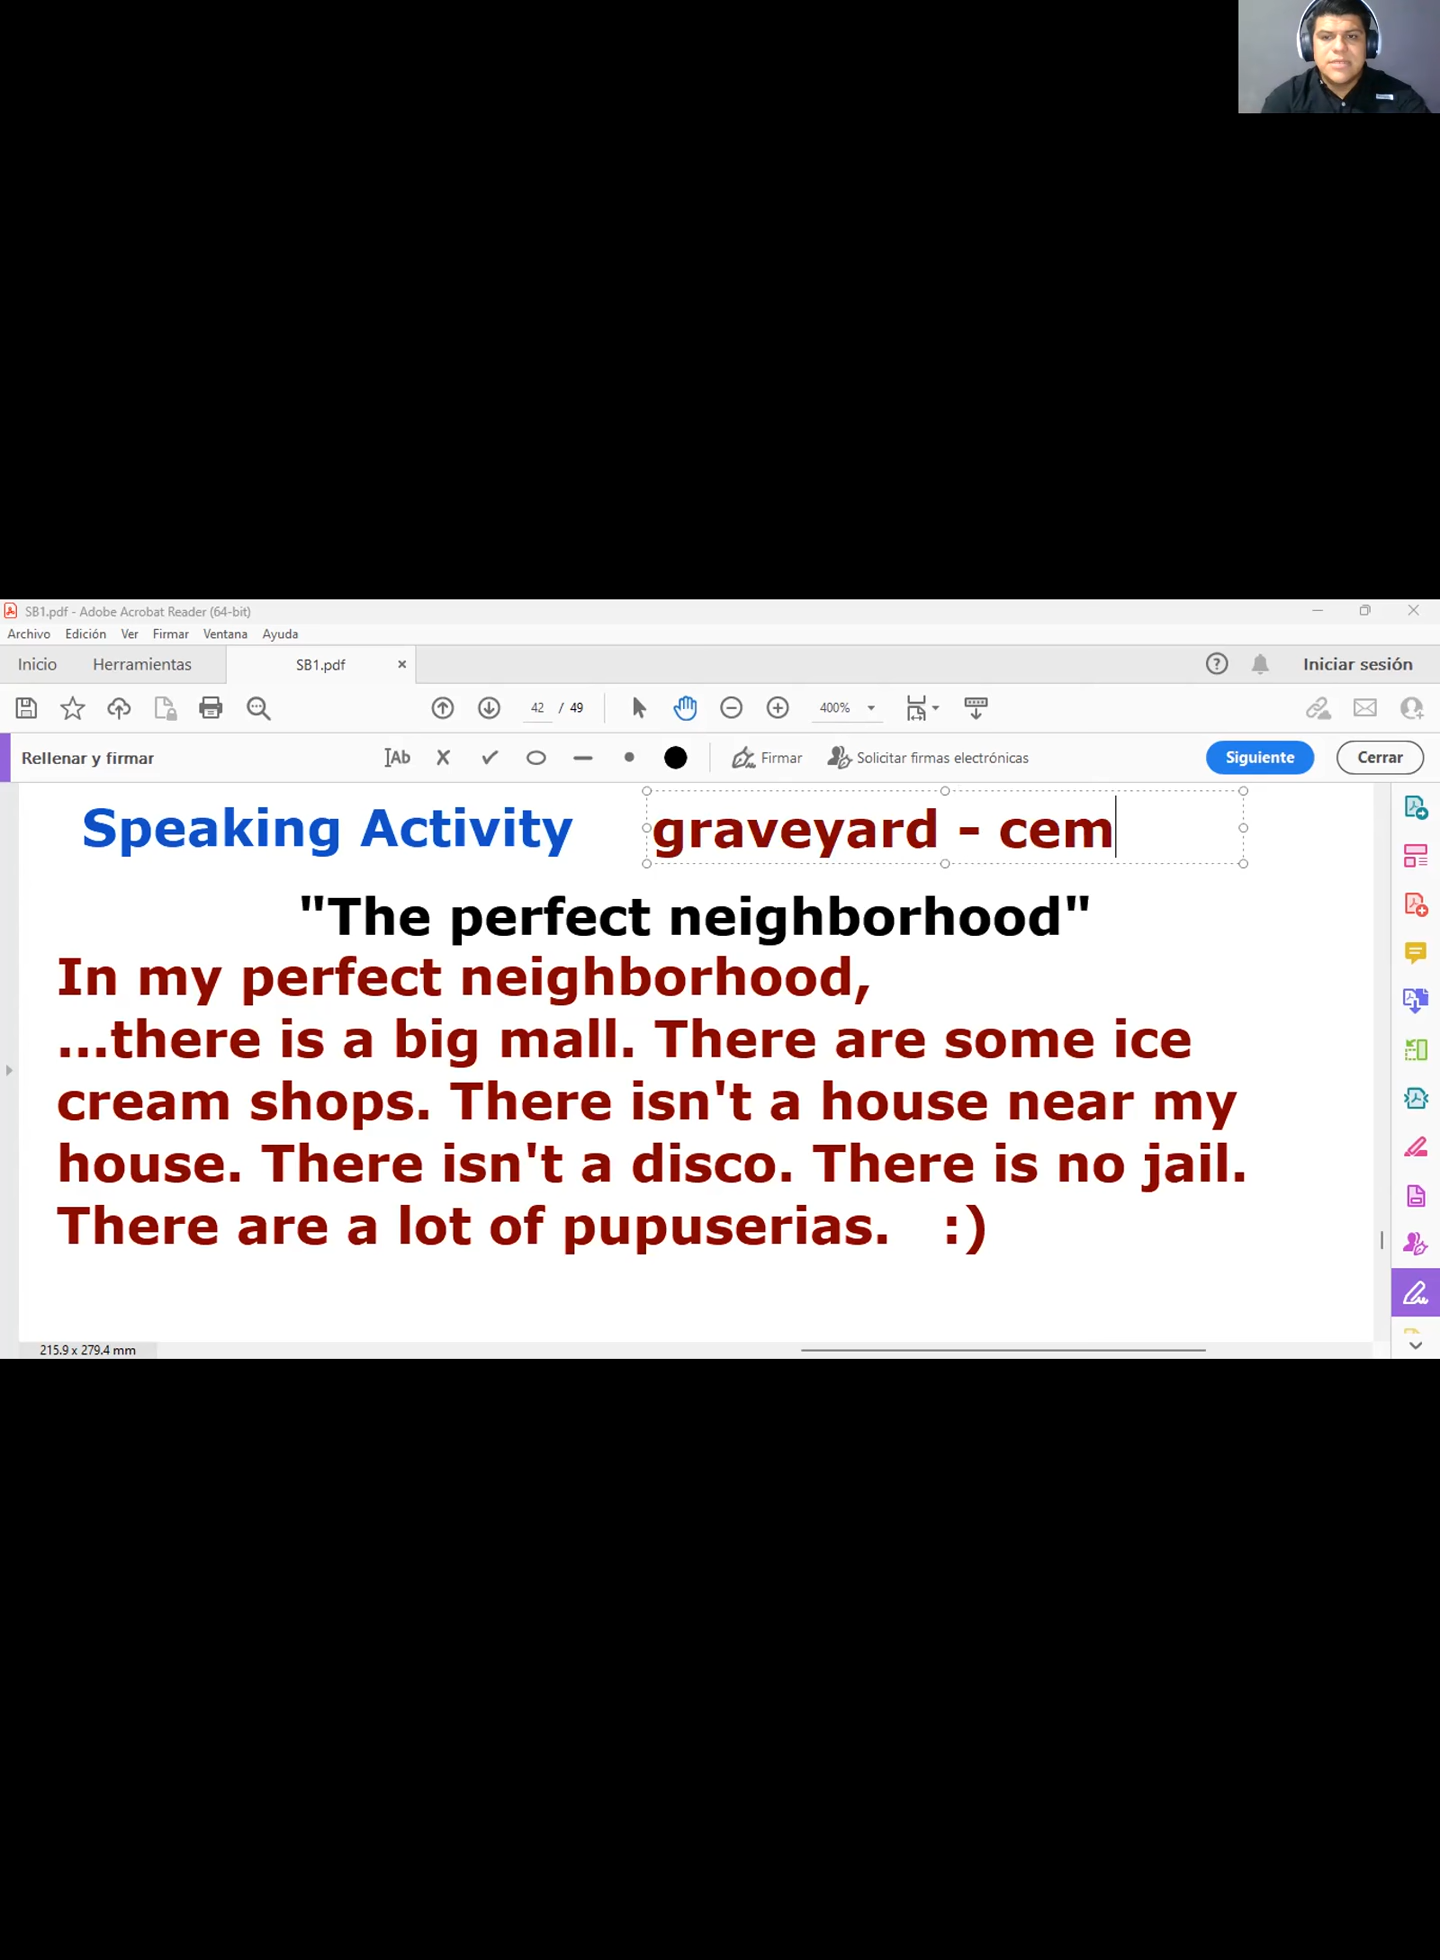 SB1.pdf - Adobe Acrobat Reader (64-bit)
Archivo Edición Ver Firmar Ventana Ayuda
Inicio Herramientas SB1.pdf Iniciar sesión
42 / 49 400%
Rellenar y firmar Ab Firmar Solicitar firmas electrónicas Siguiente Cerrar
Speaking Activity graveyard - cem
"The perfect neighborhood"
In my perfect neighborhood,
...there is a big mall. There are some ice
cream shops. There isn't a house near my
house. There isn't a disco. There is no jail.
There are a lot of pupuserias. :)
215.9 x 279.4 mm